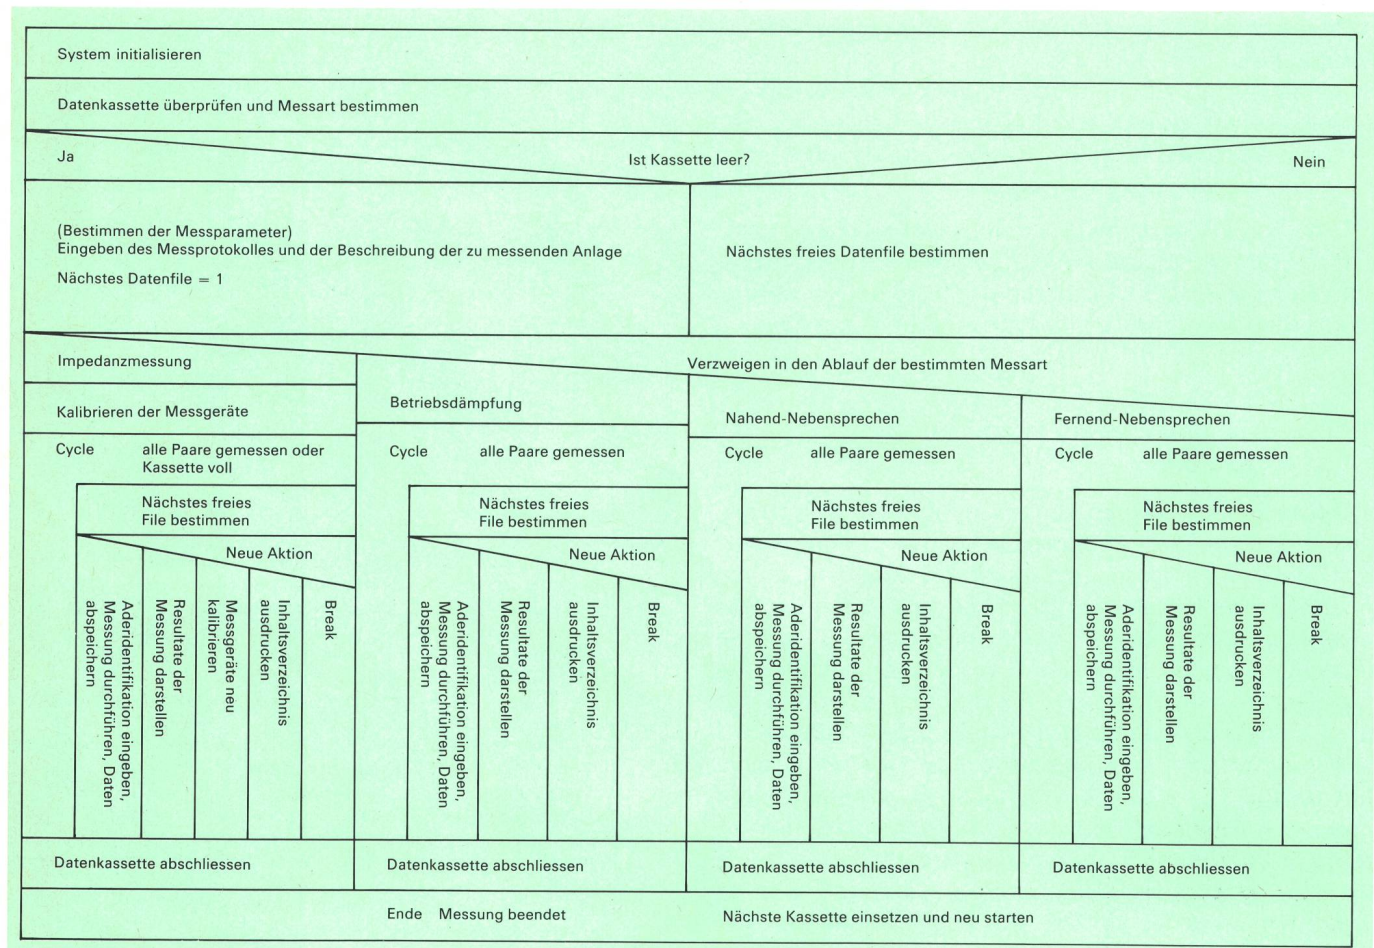 System initialisieren
Datenkassette überprüfen und Messart bestimmen
Ja
Ist Kassette leer?
Nein
(Bestimmen der Messparameter)
Eingeben des Messprotokolles und der Beschreibung der zu messenden Anlage
Nächstes Datenfile = 1
Nächstes freies Datenfile bestimmen
Verzweigen in den Ablauf der bestimmten Messart
Impedanzmessung
Kalibrieren der Messgeräte
Cycle alle Paare gemessen oder
Kassette voll
Nächstes freies
File bestimmen
Neue Aktion
Aderidentifikation eingeben,
Messung durchführen, Daten
abspeichern
Resultate der
Messung darstellen
Messgeräte neu
kalibrieren
Inhaltsverzeichnis
ausdrucken
Break
Datenkassette abschliessen
Betriebsdämpfung
Cycle alle Paare gemessen
Nächstes freies
File bestimmen
Neue Aktion
Aderidentifikation eingeben,
Messung durchführen, Daten
abspeichern
Resultate der
Messung darstellen
Inhaltsverzeichnis
ausdrucken
Break
Datenkassette abschliessen
Nahend-Nebensprechen
Cycle alle Paare gemessen
Nächstes freies
File bestimmen
Neue Aktion
Aderidentifikation eingeben,
Messung durchführen, Daten
abspeichern
Resultate der
Messung darstellen
Inhaltsverzeichnis
ausdrucken
Break
Datenkassette abschliessen
Fernend-Nebensprechen
Cycle alle Paare gemessen
Nächstes freies
File bestimmen
Neue Aktion
Aderidentifikation eingeben,
Messung durchführen, Daten
abspeichern
Resultate der
Messung darstellen
Inhaltsverzeichnis
ausdrucken
Break
Datenkassette abschliessen
Ende Messung beendet
Nächste Kassette einsetzen und neu starten